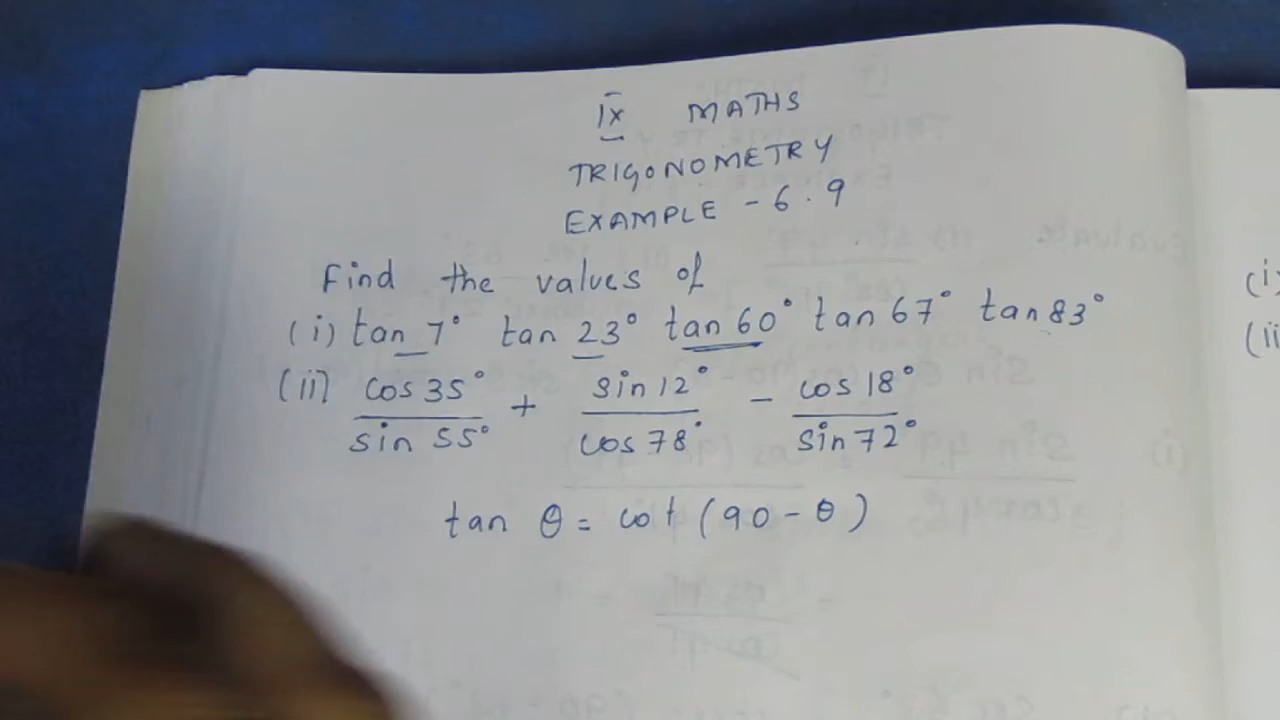 IX MATHS
TRIGONOMETRY
EXAMPLE - 6.9
Find the values of
(i) tan 7° tan 23° tan 60° tan 67° tan 83°
(ii) cos 35° / sin 55° + sin 12° / cos 78° - cos 18° / sin 72°
tan θ = cot (90 - θ)
(i)
(ii